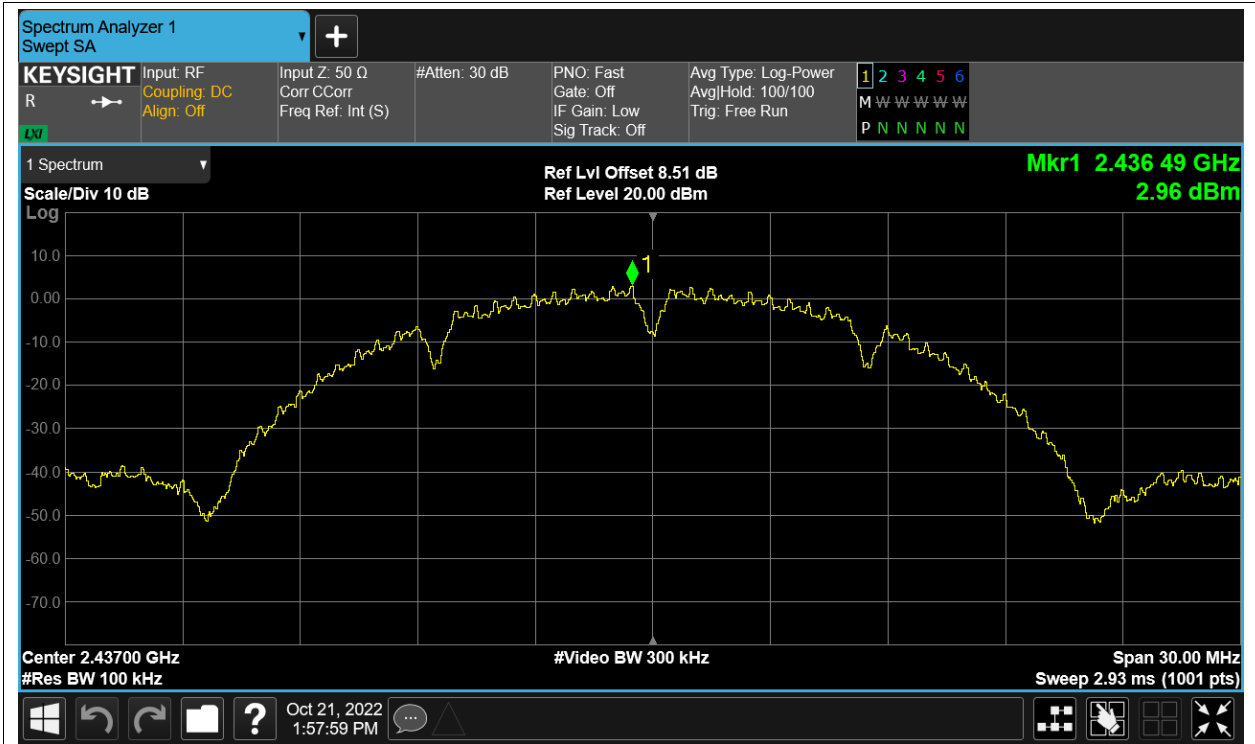 Spectrum Analyzer 1
Swept SA
KEYSIGHT
R
LXI
Input: RF
Coupling: DC
Align: Off
Input Z: 50 Ω
Corr CCorr
Freq Ref: Int (S)
#Atten: 30 dB
PNO: Fast
Gate: Off
IF Gain: Low
Sig Track: Off
Avg Type: Log-Power
Avg|Hold: 100/100
Trig: Free Run
1 2 3 4 5 6
M W W W W W
P N N N N N
1 Spectrum
Scale/Div 10 dB
Log
Ref Lvl Offset 8.51 dB
Ref Level 20.00 dBm
Mkr1 2.436 49 GHz
2.96 dBm
1
10.0
0.00
-10.0
-20.0
-30.0
-40.0
-50.0
-60.0
-70.0
Center 2.43700 GHz
#Res BW 100 kHz
#Video BW 300 kHz
Span 30.00 MHz
Sweep 2.93 ms (1001 pts)
?
Oct 21, 2022
1:57:59 PM